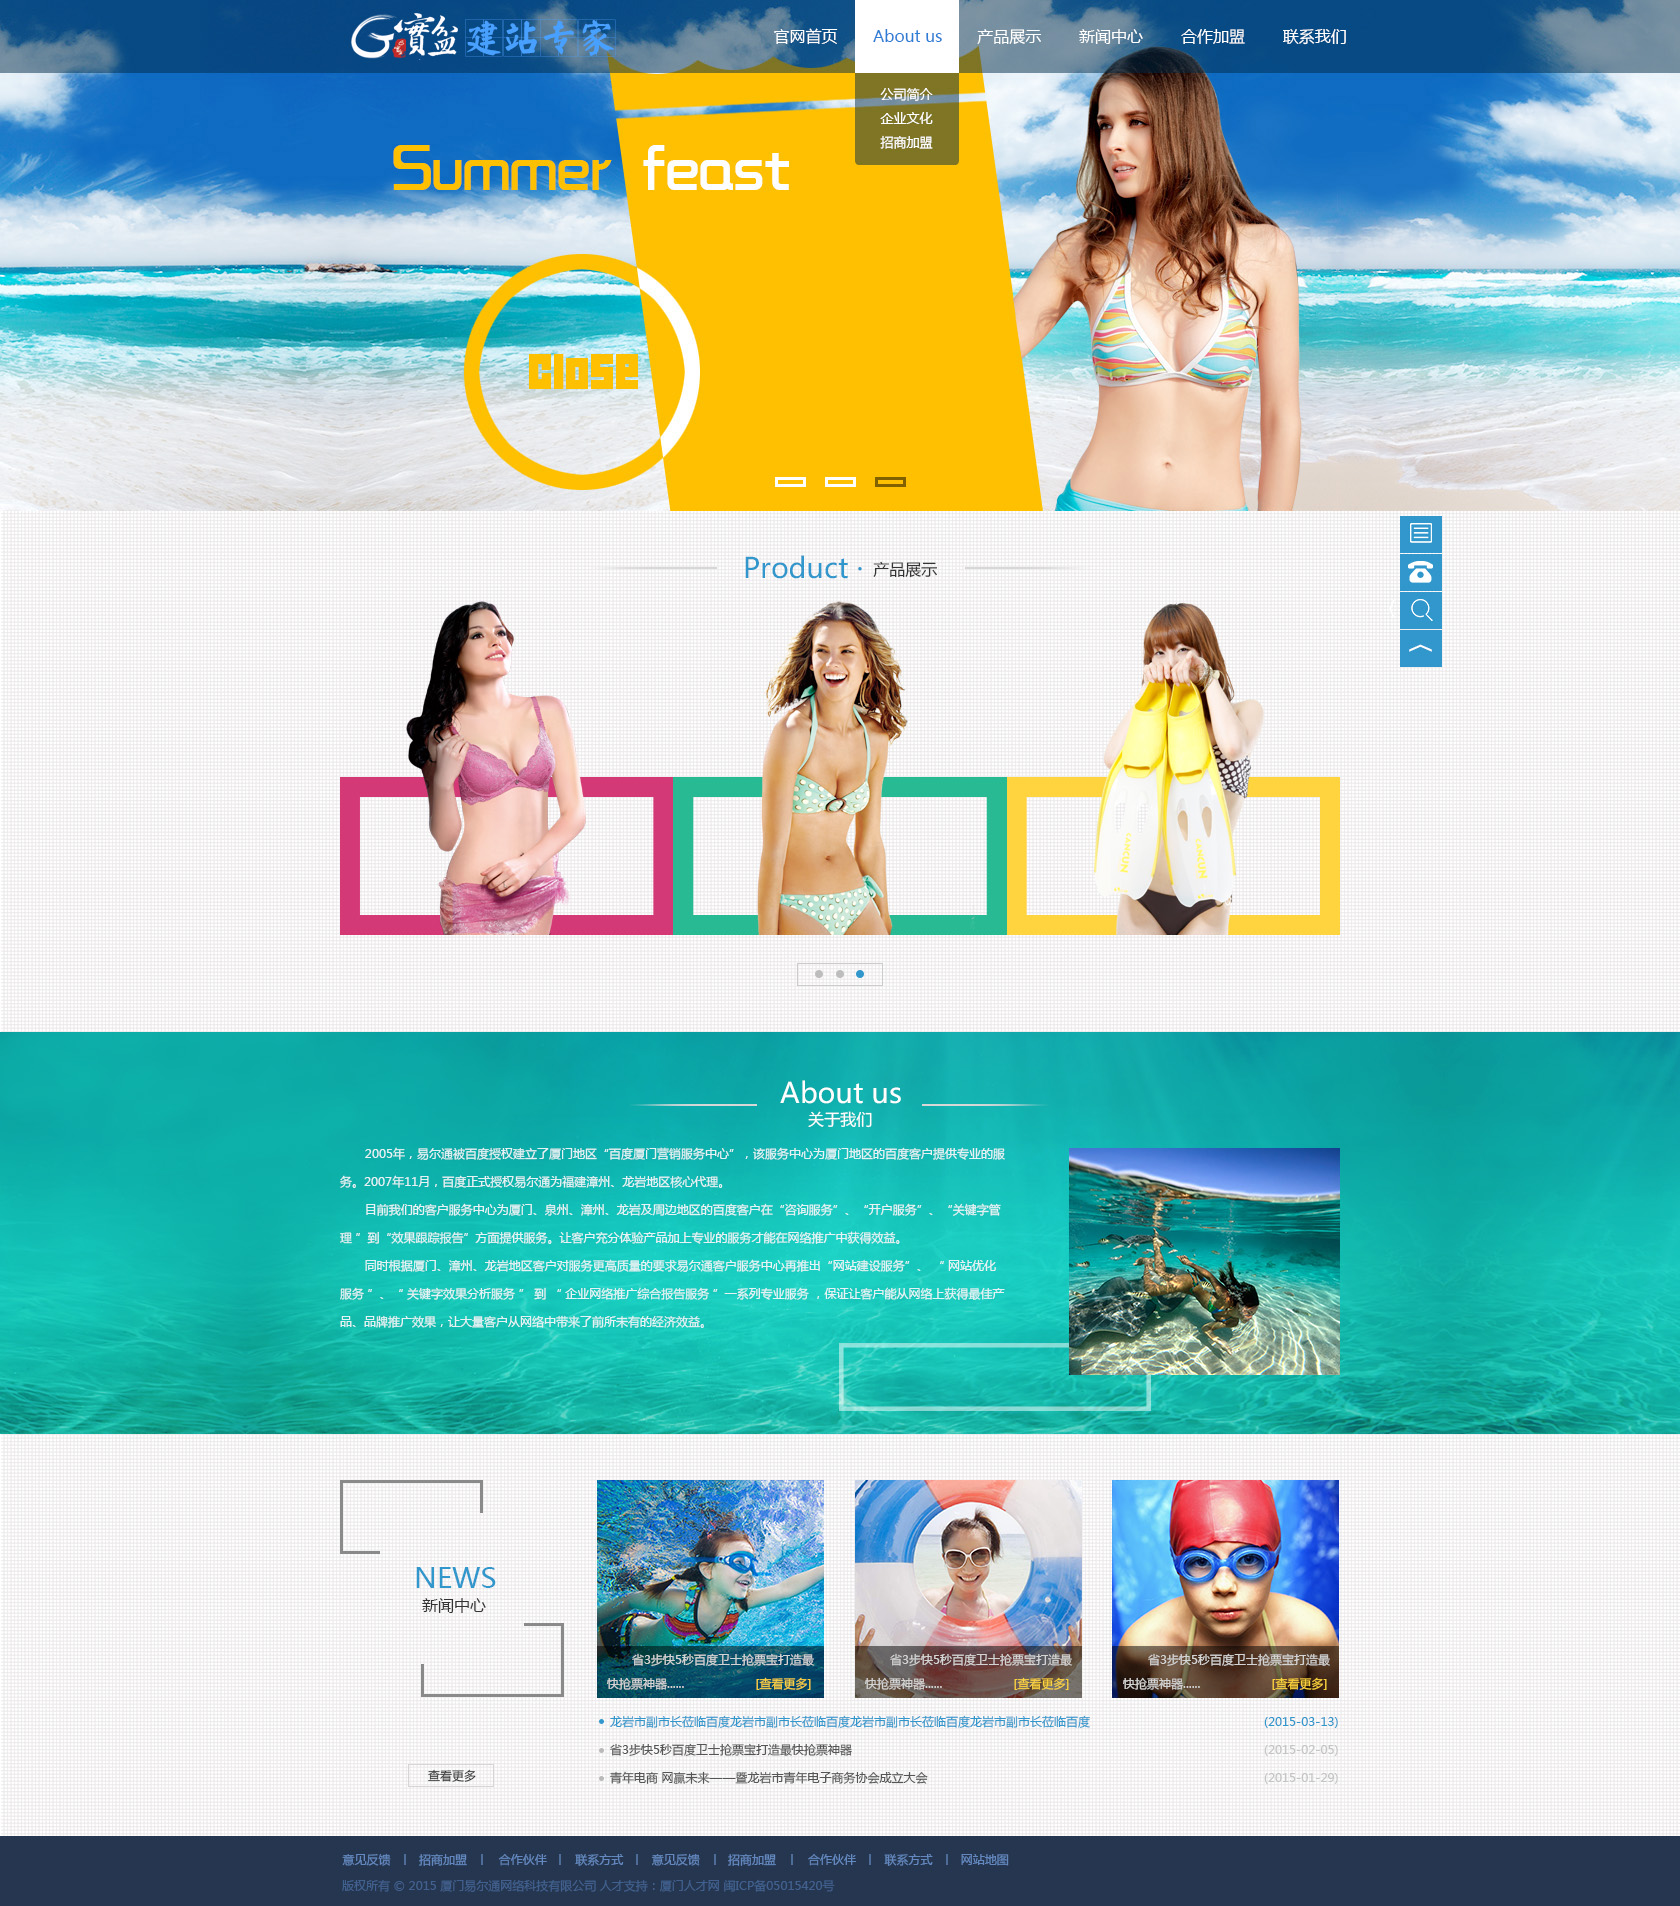 G寶盆 建站专家
官网首页 About us 产品展示 新闻中心 合作加盟 联系我们
公司简介
企业文化
招商加盟
Summer feast
Close
Product · 产品展示
About us
关于我们
2005年，易尔通被百度授权建立了厦门地区“百度厦门营销服务中心”，该服务中心为厦门地区的百度客户提供专业的服
务。2007年11月，百度正式授权易尔通为福建漳州、龙岩地区核心代理。
目前我们的客户服务中心为厦门、泉州、漳州、龙岩及周边地区的百度客户在“咨询服务”、“开户服务”、“关键字管
理 ”到“效果跟踪报告”方面提供服务。让客户充分体验产品加上专业的服务才能在网络推广中获得效益。
同时根据厦门、漳州、龙岩地区客户对服务更高质量的要求易尔通客户服务中心再推出“网站建设服务”、 “ 网站优化
服务 ”、“ 关键字效果分析服务 ” 到 “ 企业网络推广综合报告服务 ”一系列专业服务 ，保证让客户能从网络上获得最佳产
品、品牌推广效果，让大量客户从网络中带来了前所未有的经济效益。
NEWS
新闻中心
查看更多
省3步快5秒百度卫士抢票宝打造最
快抢票神器...... [查看更多]
省3步快5秒百度卫士抢票宝打造最
快抢票神器...... [查看更多]
省3步快5秒百度卫士抢票宝打造最
快抢票神器...... [查看更多]
龙岩市副市长莅临百度龙岩市副市长莅临百度龙岩市副市长莅临百度龙岩市副市长莅临百度 (2015-03-13)
省3步快5秒百度卫士抢票宝打造最快抢票神器 (2015-02-05)
青年电商 网赢未来——暨龙岩市青年电子商务协会成立大会 (2015-01-29)
意见反馈 | 招商加盟 | 合作伙伴 | 联系方式 | 意见反馈 | 招商加盟 | 合作伙伴 | 联系方式 | 网站地图
版权所有 © 2015 厦门易尔通网络科技有限公司 人才支持：厦门人才网 闽ICP备05015420号